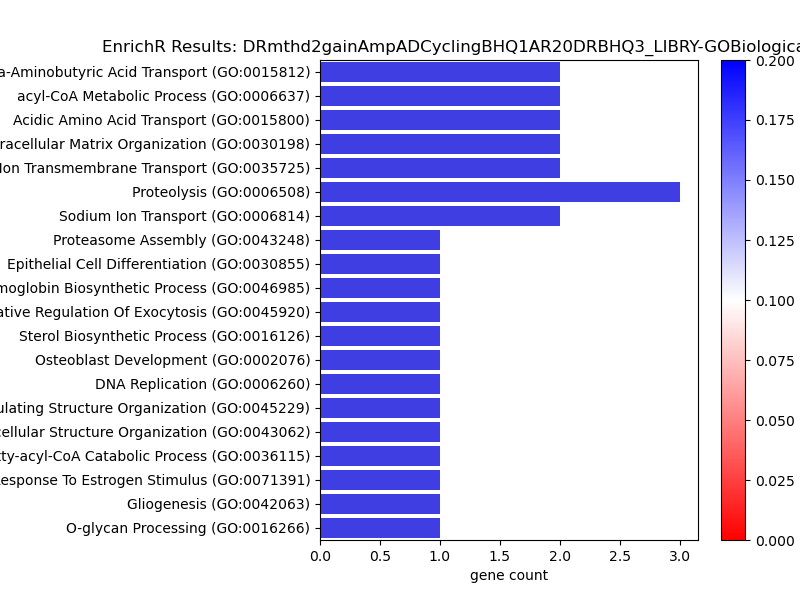 EnrichR Results: DRmthd2gainAmpADCyclingBHQ1AR20DRBHQ3_LIBRY-GOBiologica
a-Aminobutyric Acid Transport (GO:0015812)
acyl-CoA Metabolic Process (GO:0006637)
Acidic Amino Acid Transport (GO:0015800)
racellular Matrix Organization (GO:0030198)
Ion Transmembrane Transport (GO:0035725)
Proteolysis (GO:0006508)
Sodium Ion Transport (GO:0006814)
Proteasome Assembly (GO:0043248)
Epithelial Cell Differentiation (GO:0030855)
moglobin Biosynthetic Process (GO:0046985)
ative Regulation Of Exocytosis (GO:0045920)
Sterol Biosynthetic Process (GO:0016126)
Osteoblast Development (GO:0002076)
DNA Replication (GO:0006260)
ulating Structure Organization (GO:0045229)
cellular Structure Organization (GO:0043062)
tty-acyl-CoA Catabolic Process (GO:0036115)
esponse To Estrogen Stimulus (GO:0071391)
Gliogenesis (GO:0042063)
O-glycan Processing (GO:0016266)
0.0 0.5 1.0 1.5 2.0 2.5 3.0
gene count
0.200
0.175
0.150
0.125
0.100
0.075
0.050
0.025
0.000